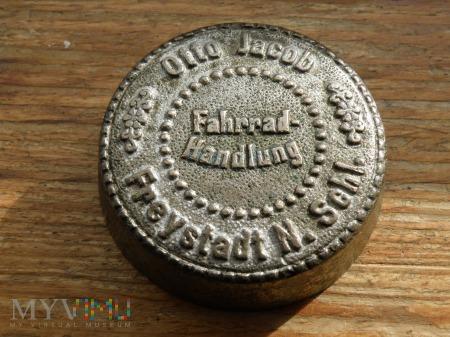 Otto Jacob
Fahrrad-
Handlung
Freystadt N. Schl.
MYVIMU
MY VIRTUAL MUSEUM